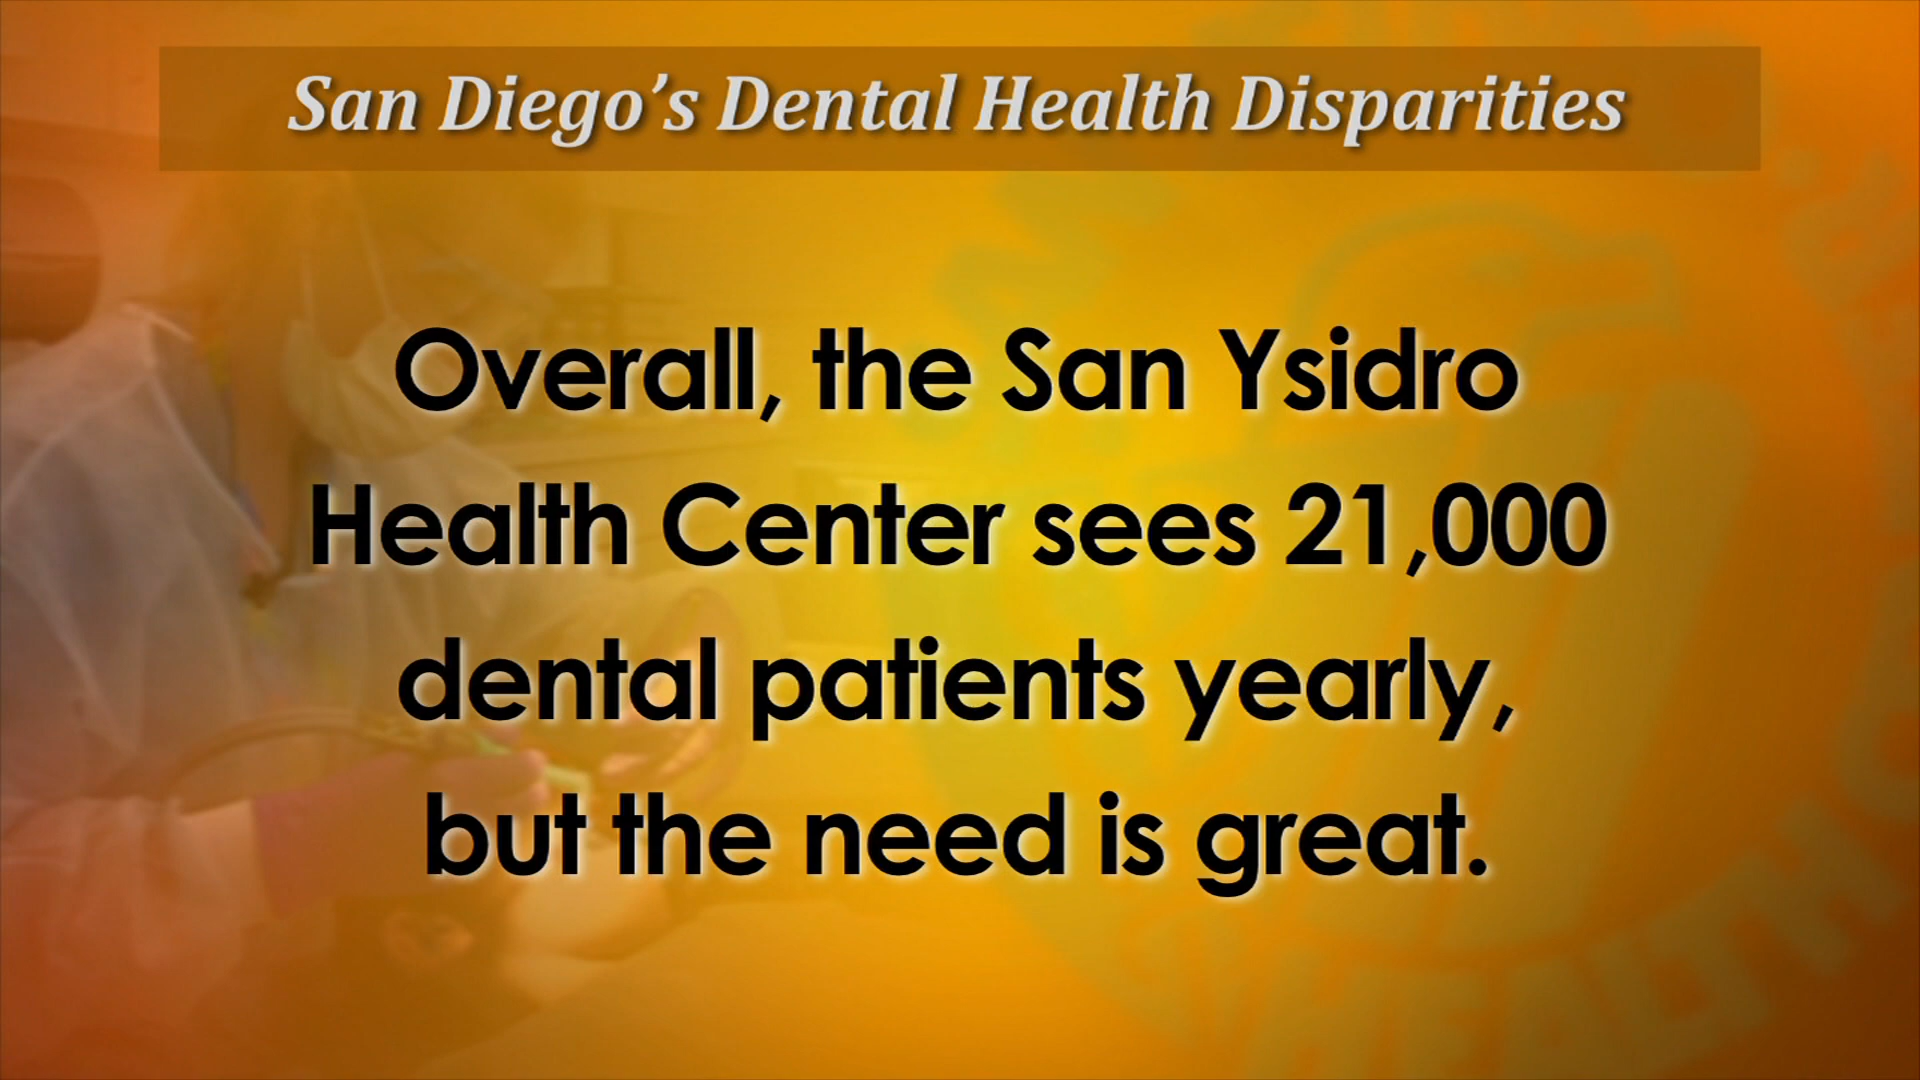 San Diego’s Dental Health Disparities
Overall, the San Ysidro
Health Center sees 21,000
dental patients yearly,
but the need is great.